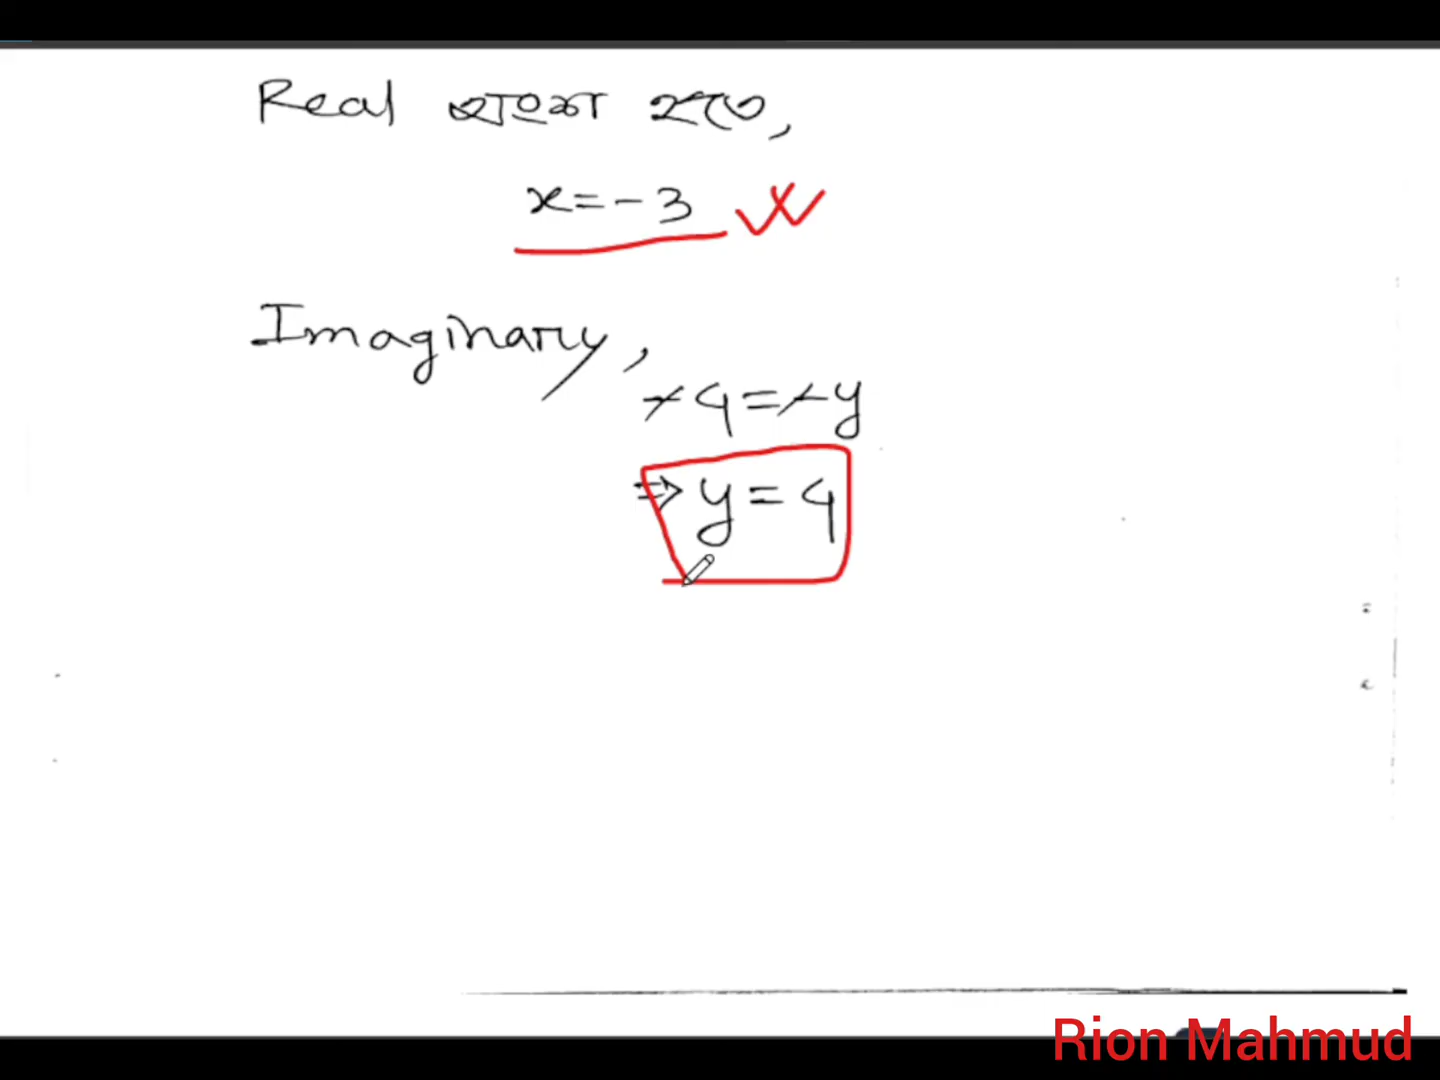 Real অংশ হতে,
x = - 3
Imaginary,
-4 = -y
⇒ y = 4
Rion Mahmud